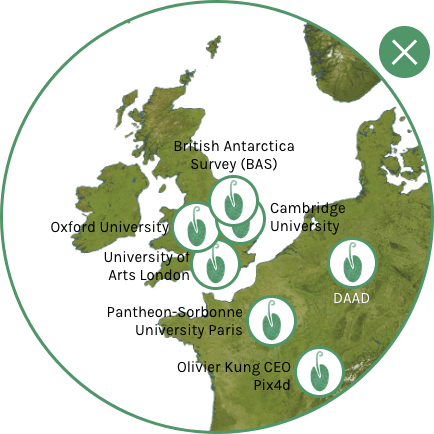 British Antarctica
Survey (BAS)
Oxford University
Cambridge
University
University of
Arts London
DAAD
Pantheon-Sorbonne
University Paris
Olivier Kung CEO
Pix4d